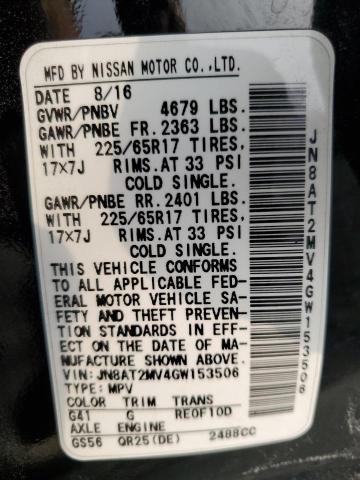 MFD BY NISSAN MOTOR CO.,LTD.
DATE 8/16
GVWR/PNBV 4679 LBS.
GAWR/PNBE FR. 2363 LBS.
WITH 225/65R17 TIRES,
17X7J RIMS.AT 33 PSI
COLD SINGLE.
GAWR/PNBE RR. 2401 LBS.
WITH 225/65R17 TIRES,
17X7J RIMS.AT 33 PSI
COLD SINGLE.
THIS VEHICLE CONFORMS
TO ALL APPLICABLE FED-
ERAL MOTOR VEHICLE SA-
FETY AND THEFT PREVENTION
STANDARDS IN EFF-
ECT ON THE DATE OF MA-
NUFACTURE SHOWN ABOVE.
VIN: JN8AT2MV4GW153506
TYPE: MPV
COLOR TRIM TRANS
G41 G RE0F10D
AXLE ENGINE
GS56 QR25(DE) 2488CC
JN8AT2MV4GW153506